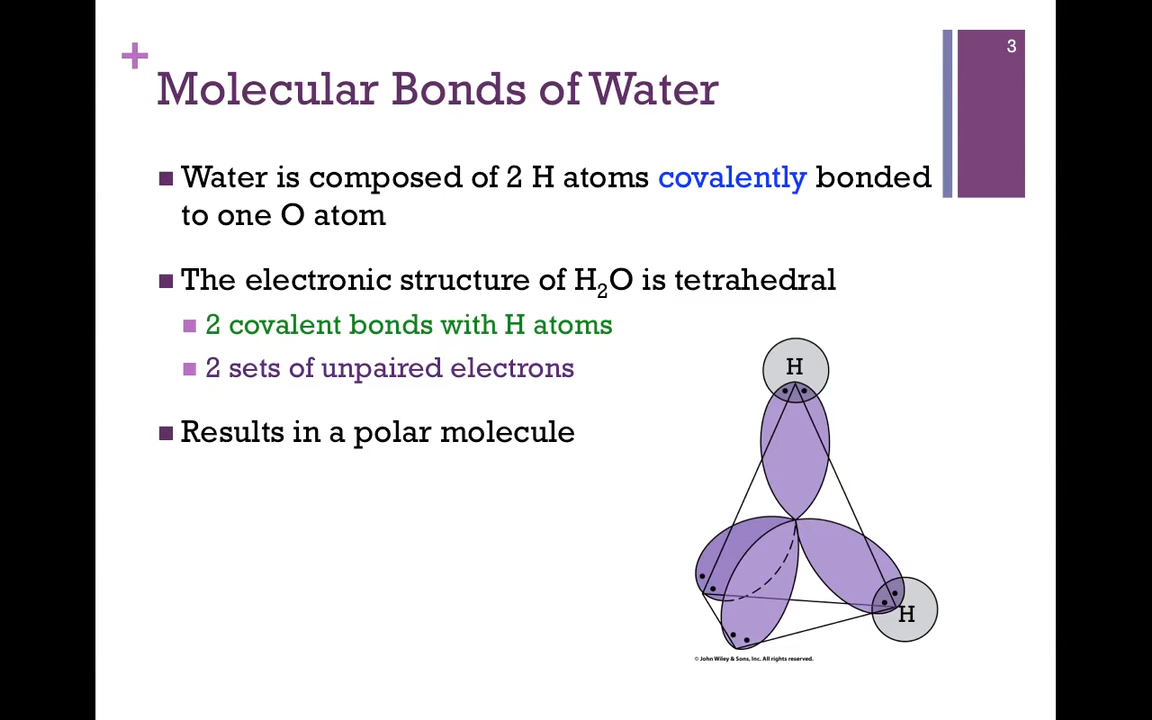 3
+
Molecular Bonds of Water
■ Water is composed of 2 H atoms covalently bonded
to one O atom
■ The electronic structure of H₂O is tetrahedral
■ 2 covalent bonds with H atoms
■ 2 sets of unpaired electrons
■ Results in a polar molecule
H
H
© John Wiley & Sons, Inc. All rights reserved.